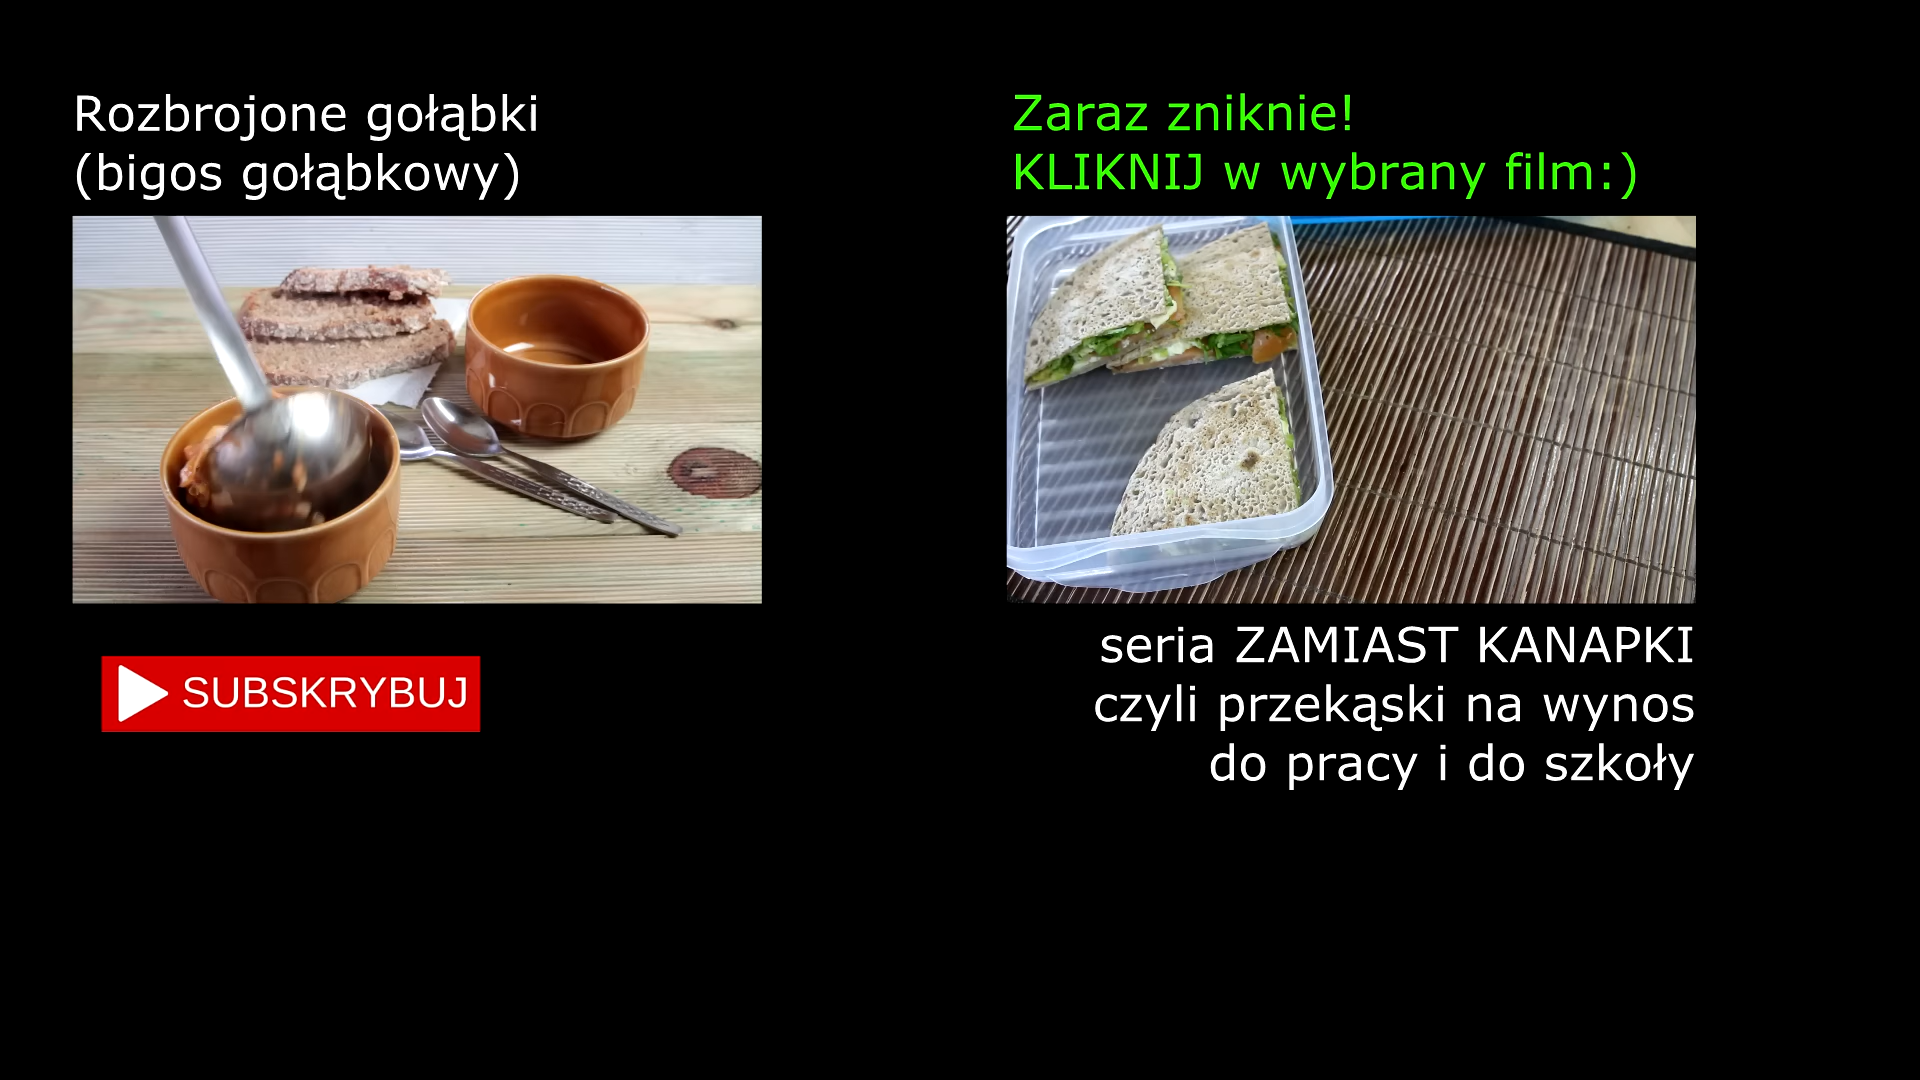 Rozbrojone gołąbki
(bigos gołąbkowy)
Zaraz zniknie!
KLIKNIJ w wybrany film:)
SUBSKRYBUJ
seria ZAMIAST KANAPKI
czyli przekąski na wynos
do pracy i do szkoły